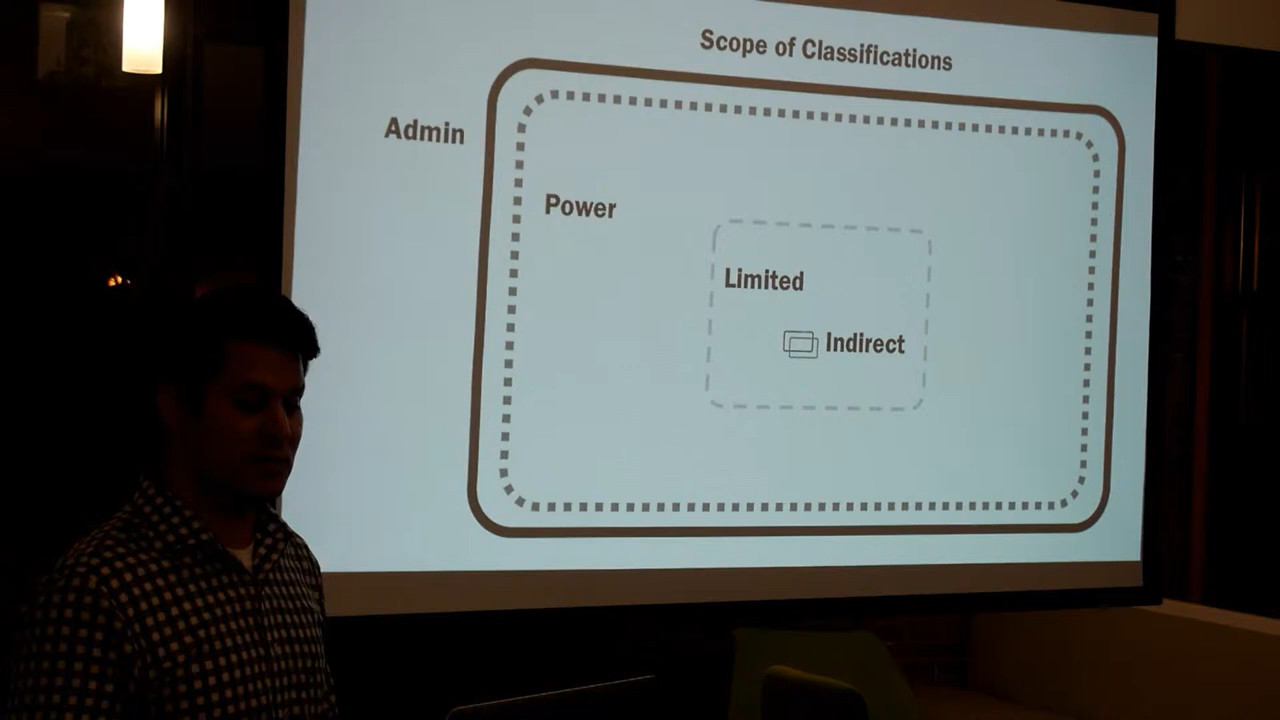 Scope of Classifications
Admin
Power
Limited
Indirect